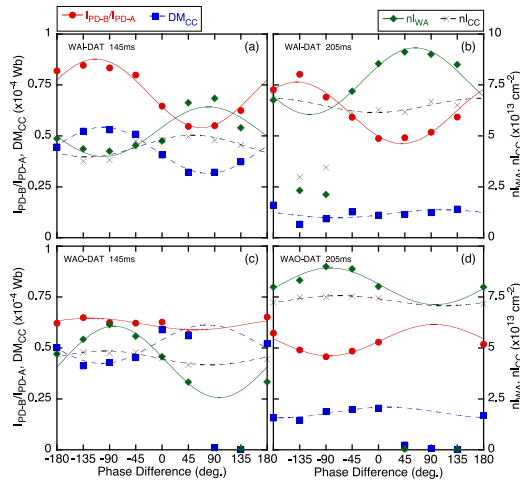 I_PD-B/I_PD-A DM_CC
nl_WA nl_CC
WAI-DAT 145ms (a)
WAI-DAT 205ms (b)
1 0.75 0.5 0.25 0
10 7.5 5 2.5 0
I_PD-B/I_PD-A, DM_CC (x10⁻⁴ Wb)
nl_WA, nl_CC (x10¹³ cm⁻²)
WAO-DAT 145ms (c)
WAO-DAT 205ms (d)
1 0.75 0.5 0.25 0
10 7.5 5 2.5 0
I_PD-B/I_PD-A, DM_CC (x10⁻⁴ Wb)
nl_WA, nl_CC (x10¹³ cm⁻²)
-180 -135 -90 -45 0 45 90 135 180 -135 -90 -45 0 45 90 135 180
Phase Difference (deg.) Phase Difference (deg.)